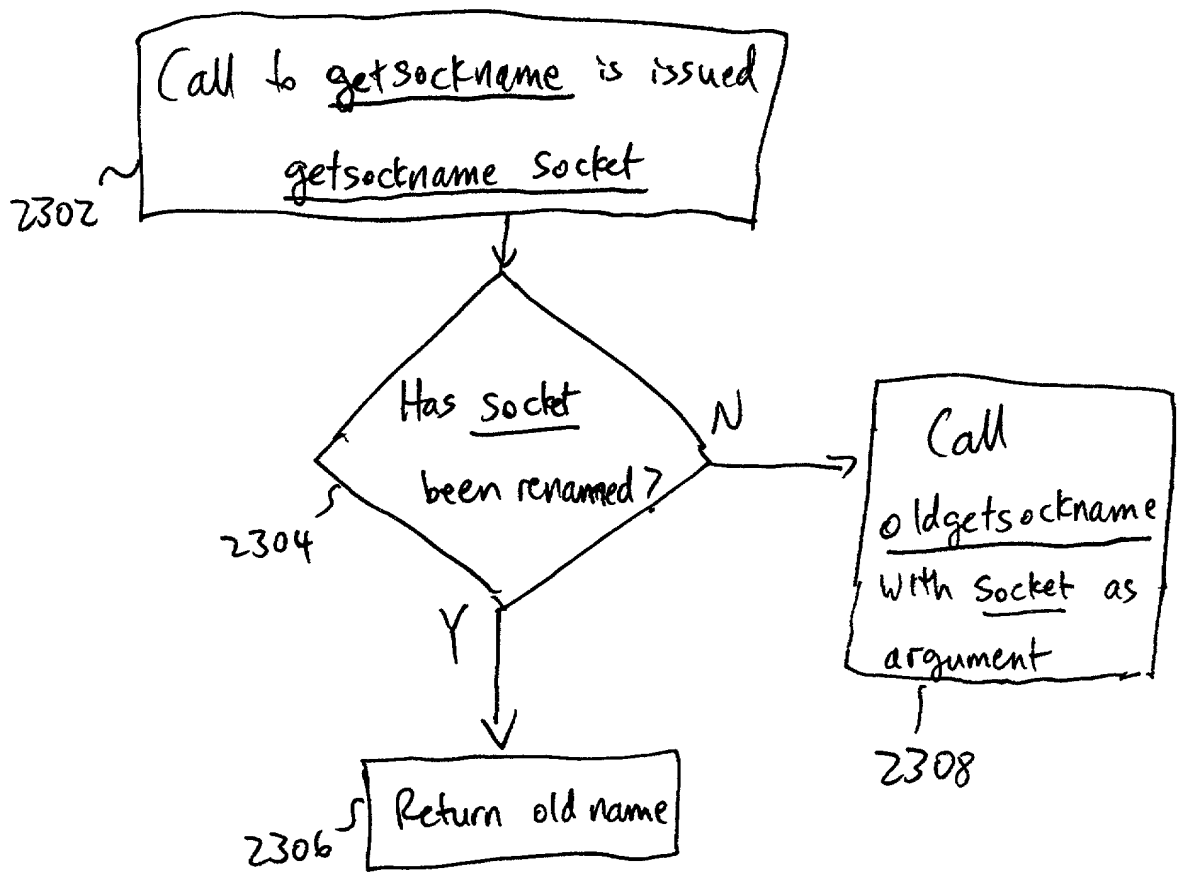 Call to getsockname is issued
getsockname socket
2302
Has socket
been renamed?
2304
N
Call
oldgetsockname
with socket as
argument
2308
Y
Return old name
2306